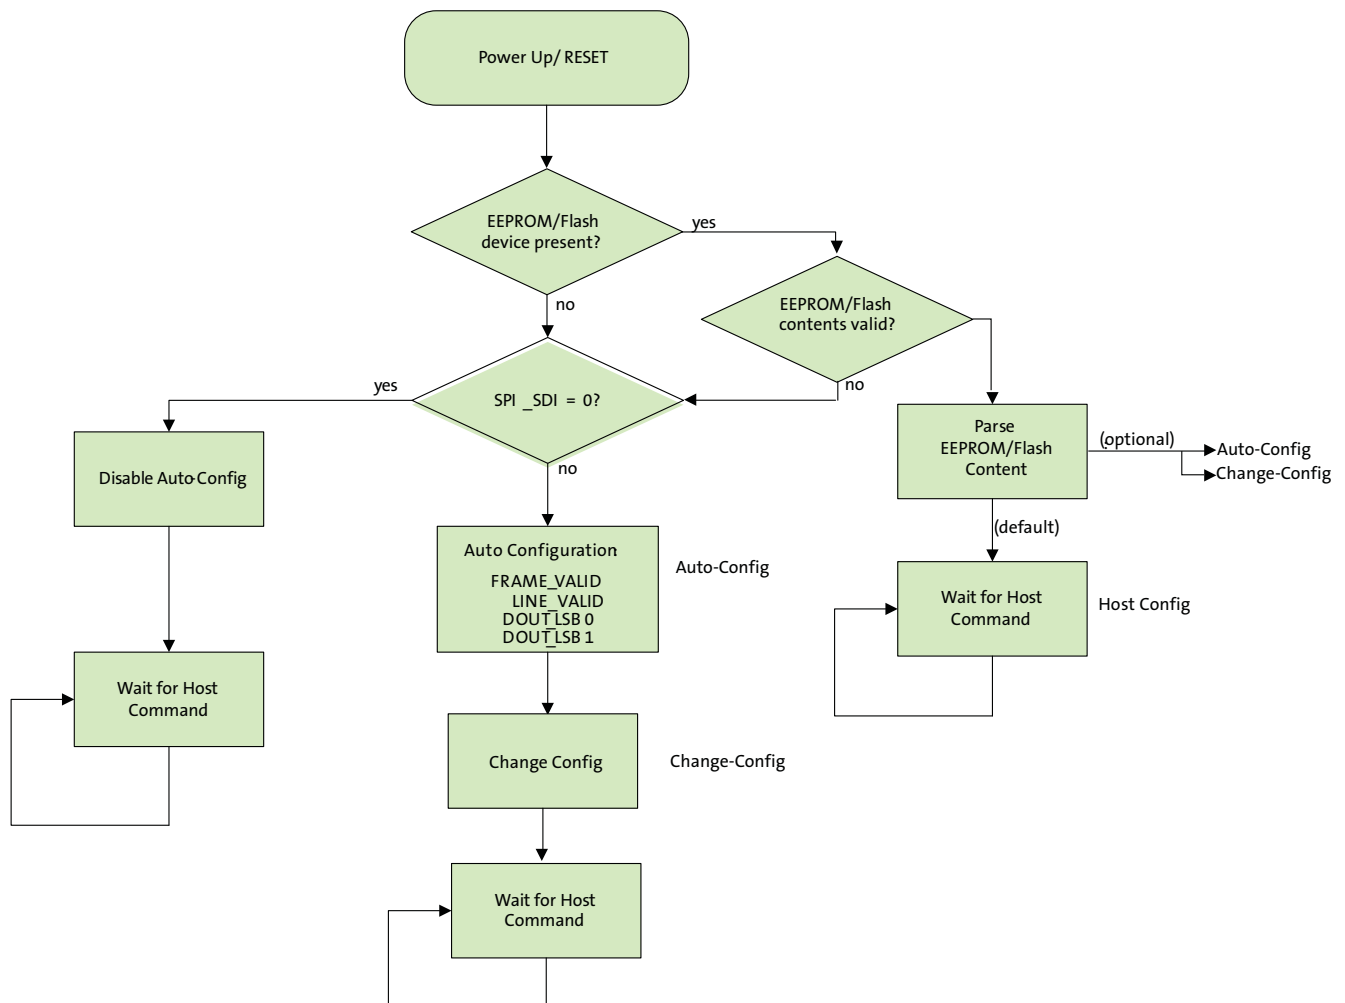 Power Up/ RESET
EEPROM/Flash
device present?
yes
no
EEPROM/Flash
contents valid?
no
SPI _SDI = 0?
yes
no
Parse
EEPROM/Flash
Content
(optional)
Auto-Config
Change-Config
(default)
Disable Auto-Config
Auto Configuration
FRAME_VALID
LINE_VALID
DOUT_LSB 0
DOUT_LSB 1
Auto-Config
Wait for Host
Command
Host Config
Wait for Host
Command
Change Config
Change-Config
Wait for Host
Command